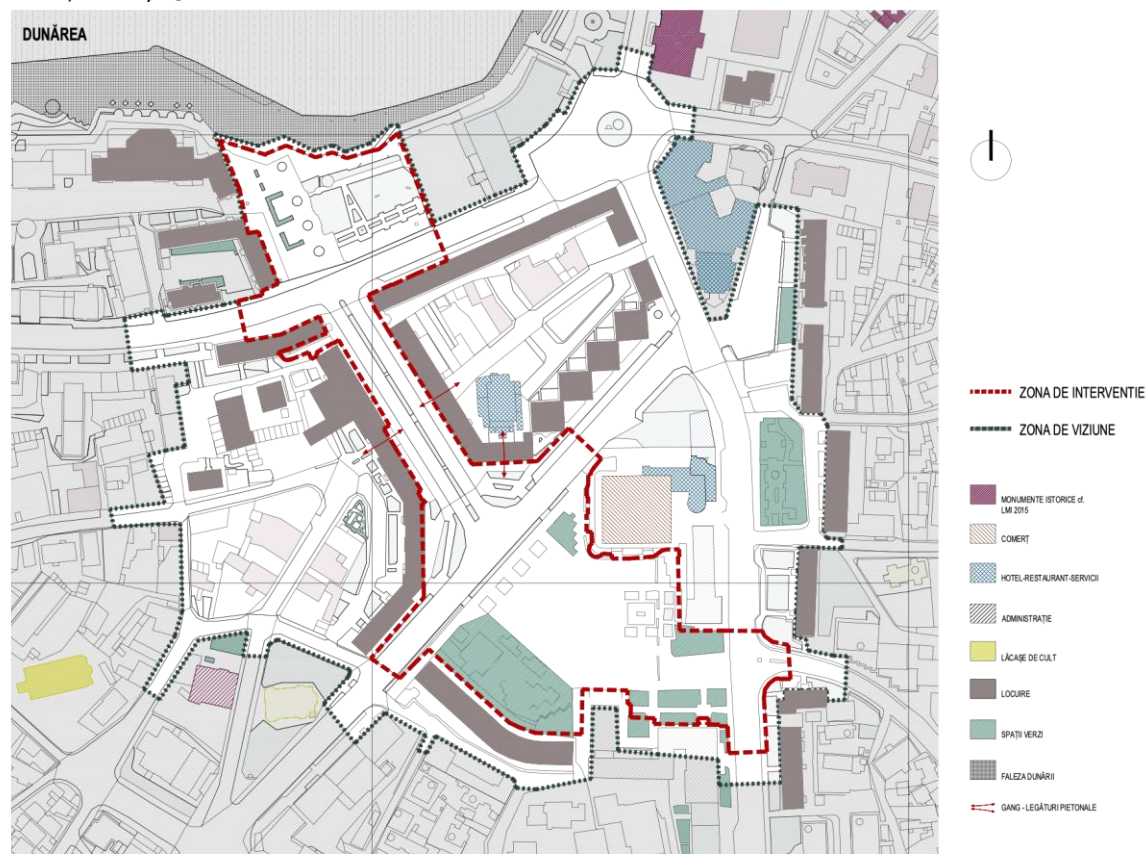 DUNĂREA
ZONA DE INTERVENTIE
ZONA DE VIZIUNE
MONUMENTE ISTORICE cf.
LMI 2015
COMERȚ
HOTEL-RESTAURANT-SERVICII
ADMINISTRAȚIE
LĂCAȘE DE CULT
LOCUIRE
SPAȚII VERZI
FALEZA DUNĂRII
GANG - LEGĂTURI PIETONALE